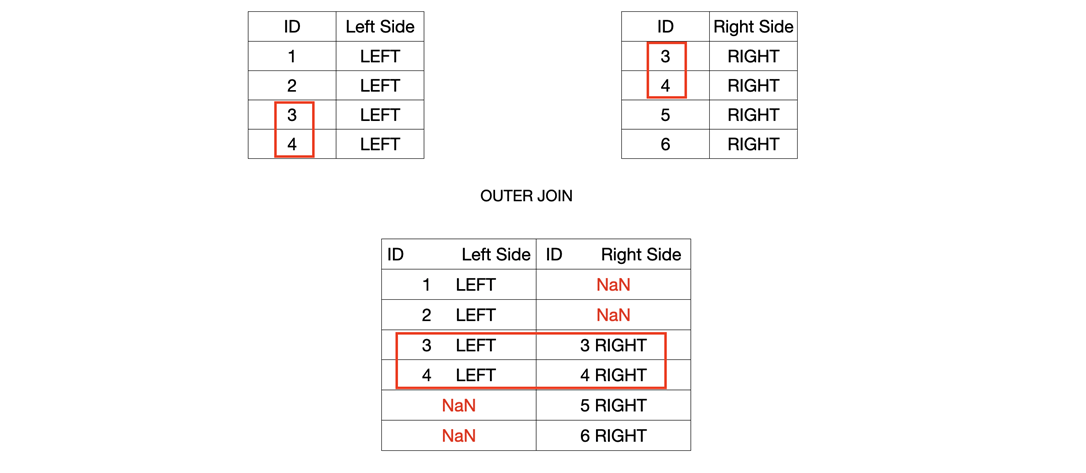 ID Left Side
1 LEFT
2 LEFT
3 LEFT
4 LEFT
ID Right Side
3 RIGHT
4 RIGHT
5 RIGHT
6 RIGHT
OUTER JOIN
ID Left Side ID Right Side
1 LEFT NaN
2 LEFT NaN
3 LEFT 3 RIGHT
4 LEFT 4 RIGHT
NaN 5 RIGHT
NaN 6 RIGHT